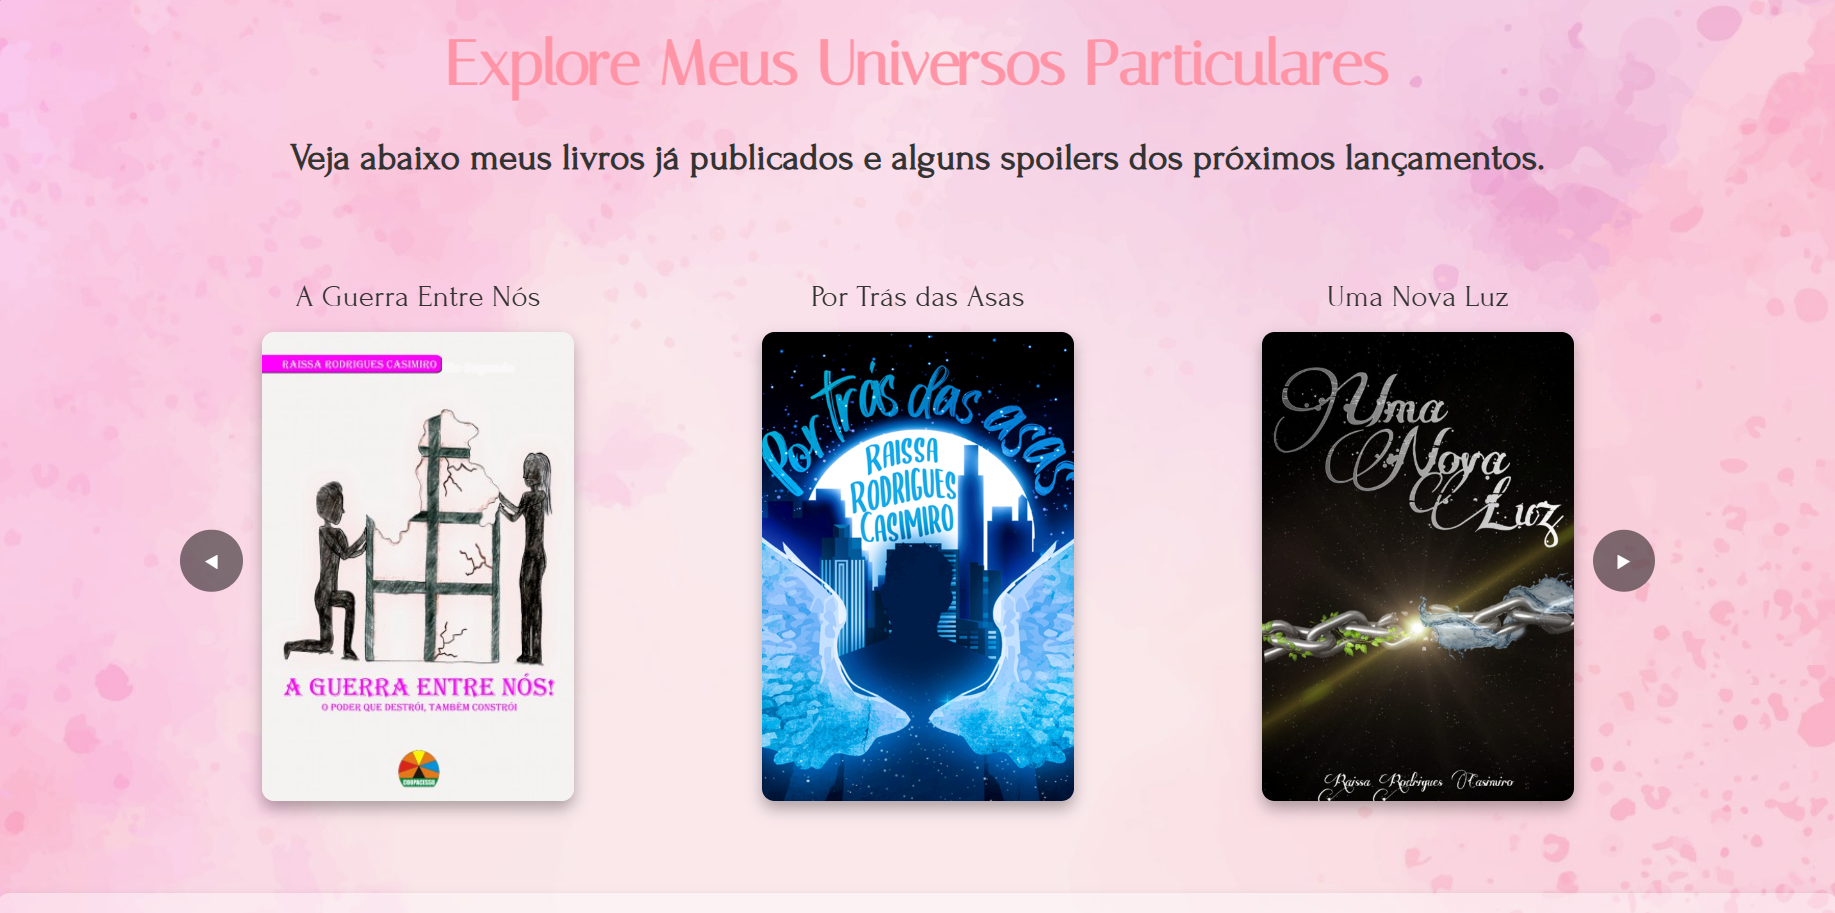 Explore Meus Universos Particulares
Veja abaixo meus livros já publicados e alguns spoilers dos próximos lançamentos.
A Guerra Entre Nós
RAISSA RODRIGUES CASIMIRO
A GUERRA ENTRE NÓS!
O PODER QUE DESTRÓI, TAMBÉM CONSTRÓI
Por Trás das Asas
Por trás das asas
RAISSA
RODRIGUES
CASIMIRO
Uma Nova Luz
Uma
Nova
Luz
Raissa Rodrigues Casimiro